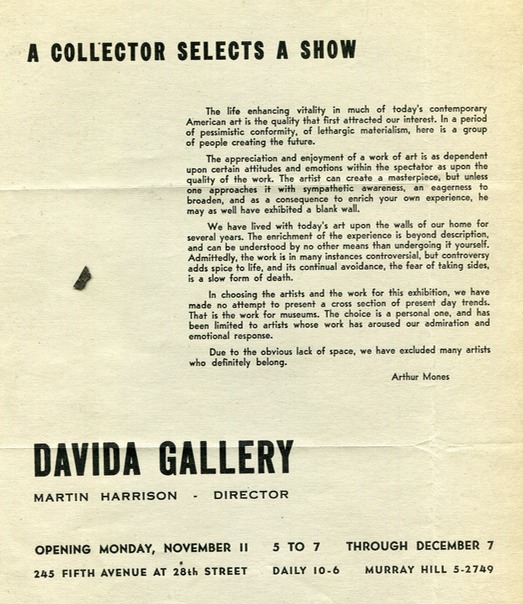 A COLLECTOR SELECTS A SHOW
The life enhancing vitality in much of today's contemporary
American art is the quality that first attracted our interest. In a period
of pessimistic conformity, of lethargic materialism, here is a group
of people creating the future.
The appreciation and enjoyment of a work of art is as dependent
upon certain attitudes and emotions within the spectator as upon the
quality of the work. The artist can create a masterpiece, but unless
one approaches it with sympathetic awareness, an eagerness to
broaden, and as a consequence to enrich your own experience, he
may as well have exhibited a blank wall.
We have lived with today's art upon the walls of our home for
several years. The enrichment of the experience is beyond description,
and can be understood by no other means than undergoing it yourself.
Admittedly, the work is in many instances controversial, but controversy
adds spice to life, and its continual avoidance, the fear of taking sides,
is a slow form of death.
In choosing the artists and the work for this exhibition, we have
made no attempt to present a cross section of present day trends.
That is the work for museums. The choice is a personal one, and has
been limited to artists whose work has aroused our admiration and
emotional response.
Due to the obvious lack of space, we have excluded many artists
who definitely belong.
Arthur Mones
DAVIDA GALLERY
MARTIN HARRISON - DIRECTOR
OPENING MONDAY, NOVEMBER 11 5 TO 7 THROUGH DECEMBER 7
245 FIFTH AVENUE AT 28th STREET DAILY 10-6 MURRAY HILL 5-2749